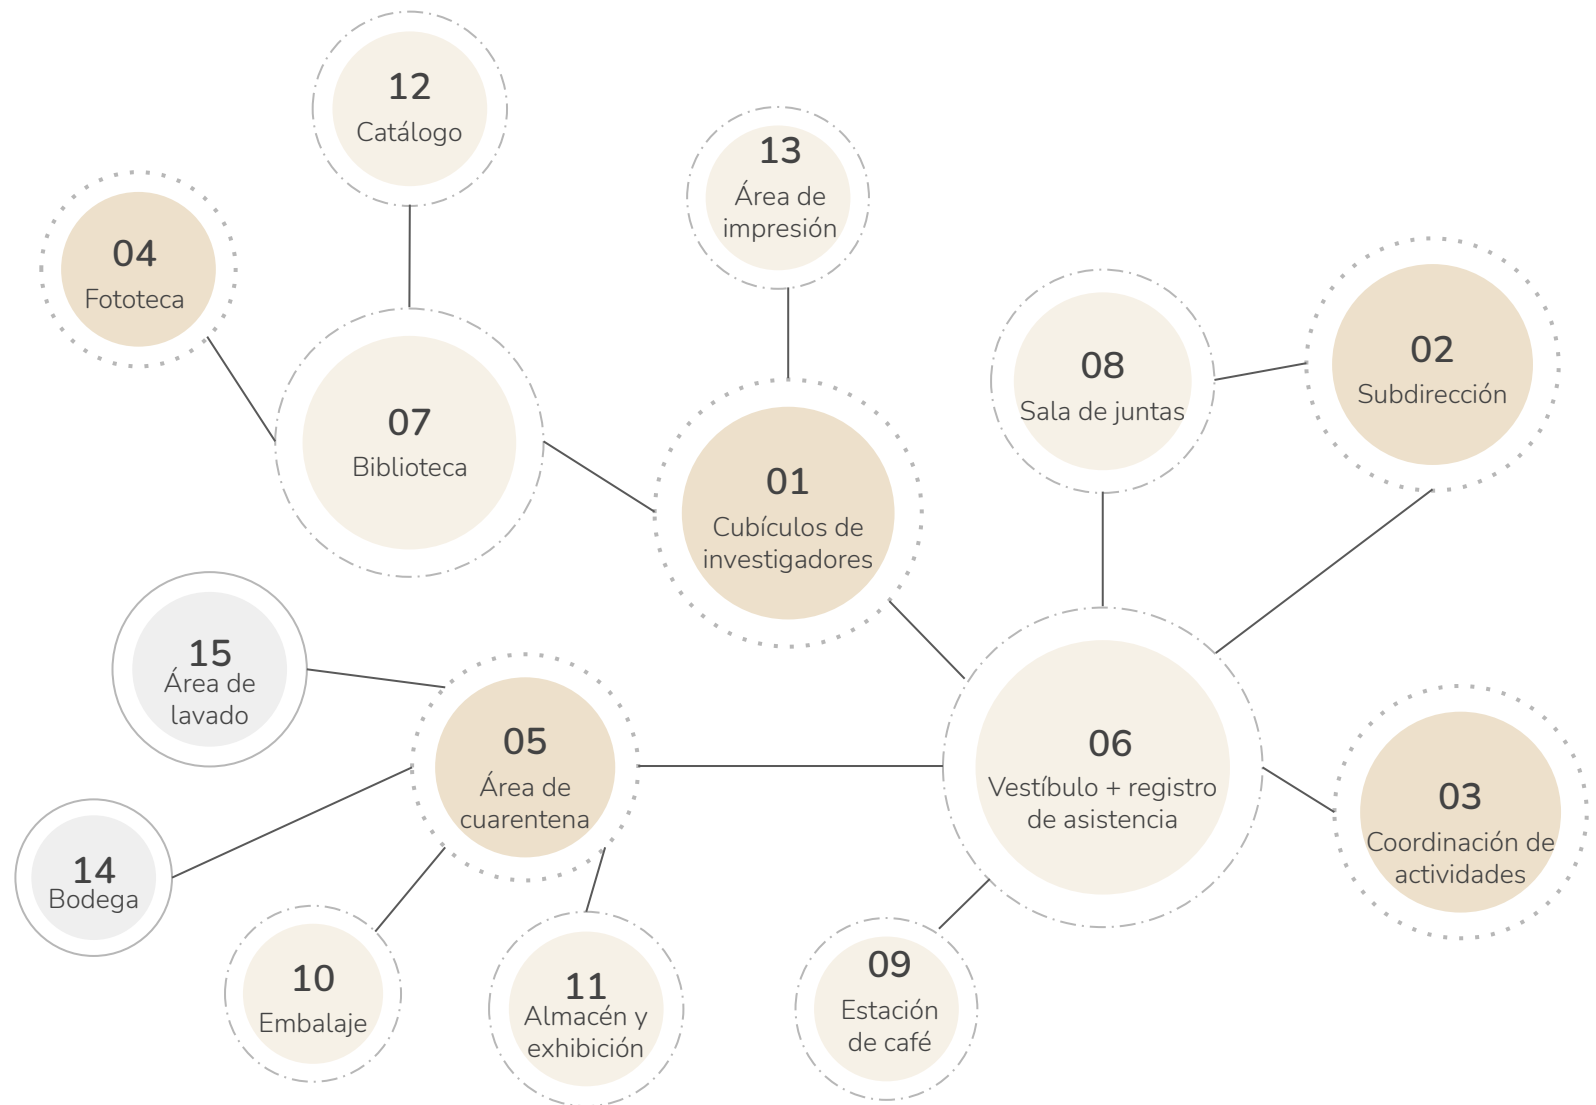 12
Catálogo
13
Área de
impresión
04
Fototeca
08
Sala de juntas
02
Subdirección
07
Biblioteca
01
Cubículos de
investigadores
15
Área de
lavado
05
Área de
cuarentena
06
Vestíbulo + registro
de asistencia
03
Coordinación de
actividades
14
Bodega
10
Embalaje
11
Almacén y
exhibición
09
Estación
de café